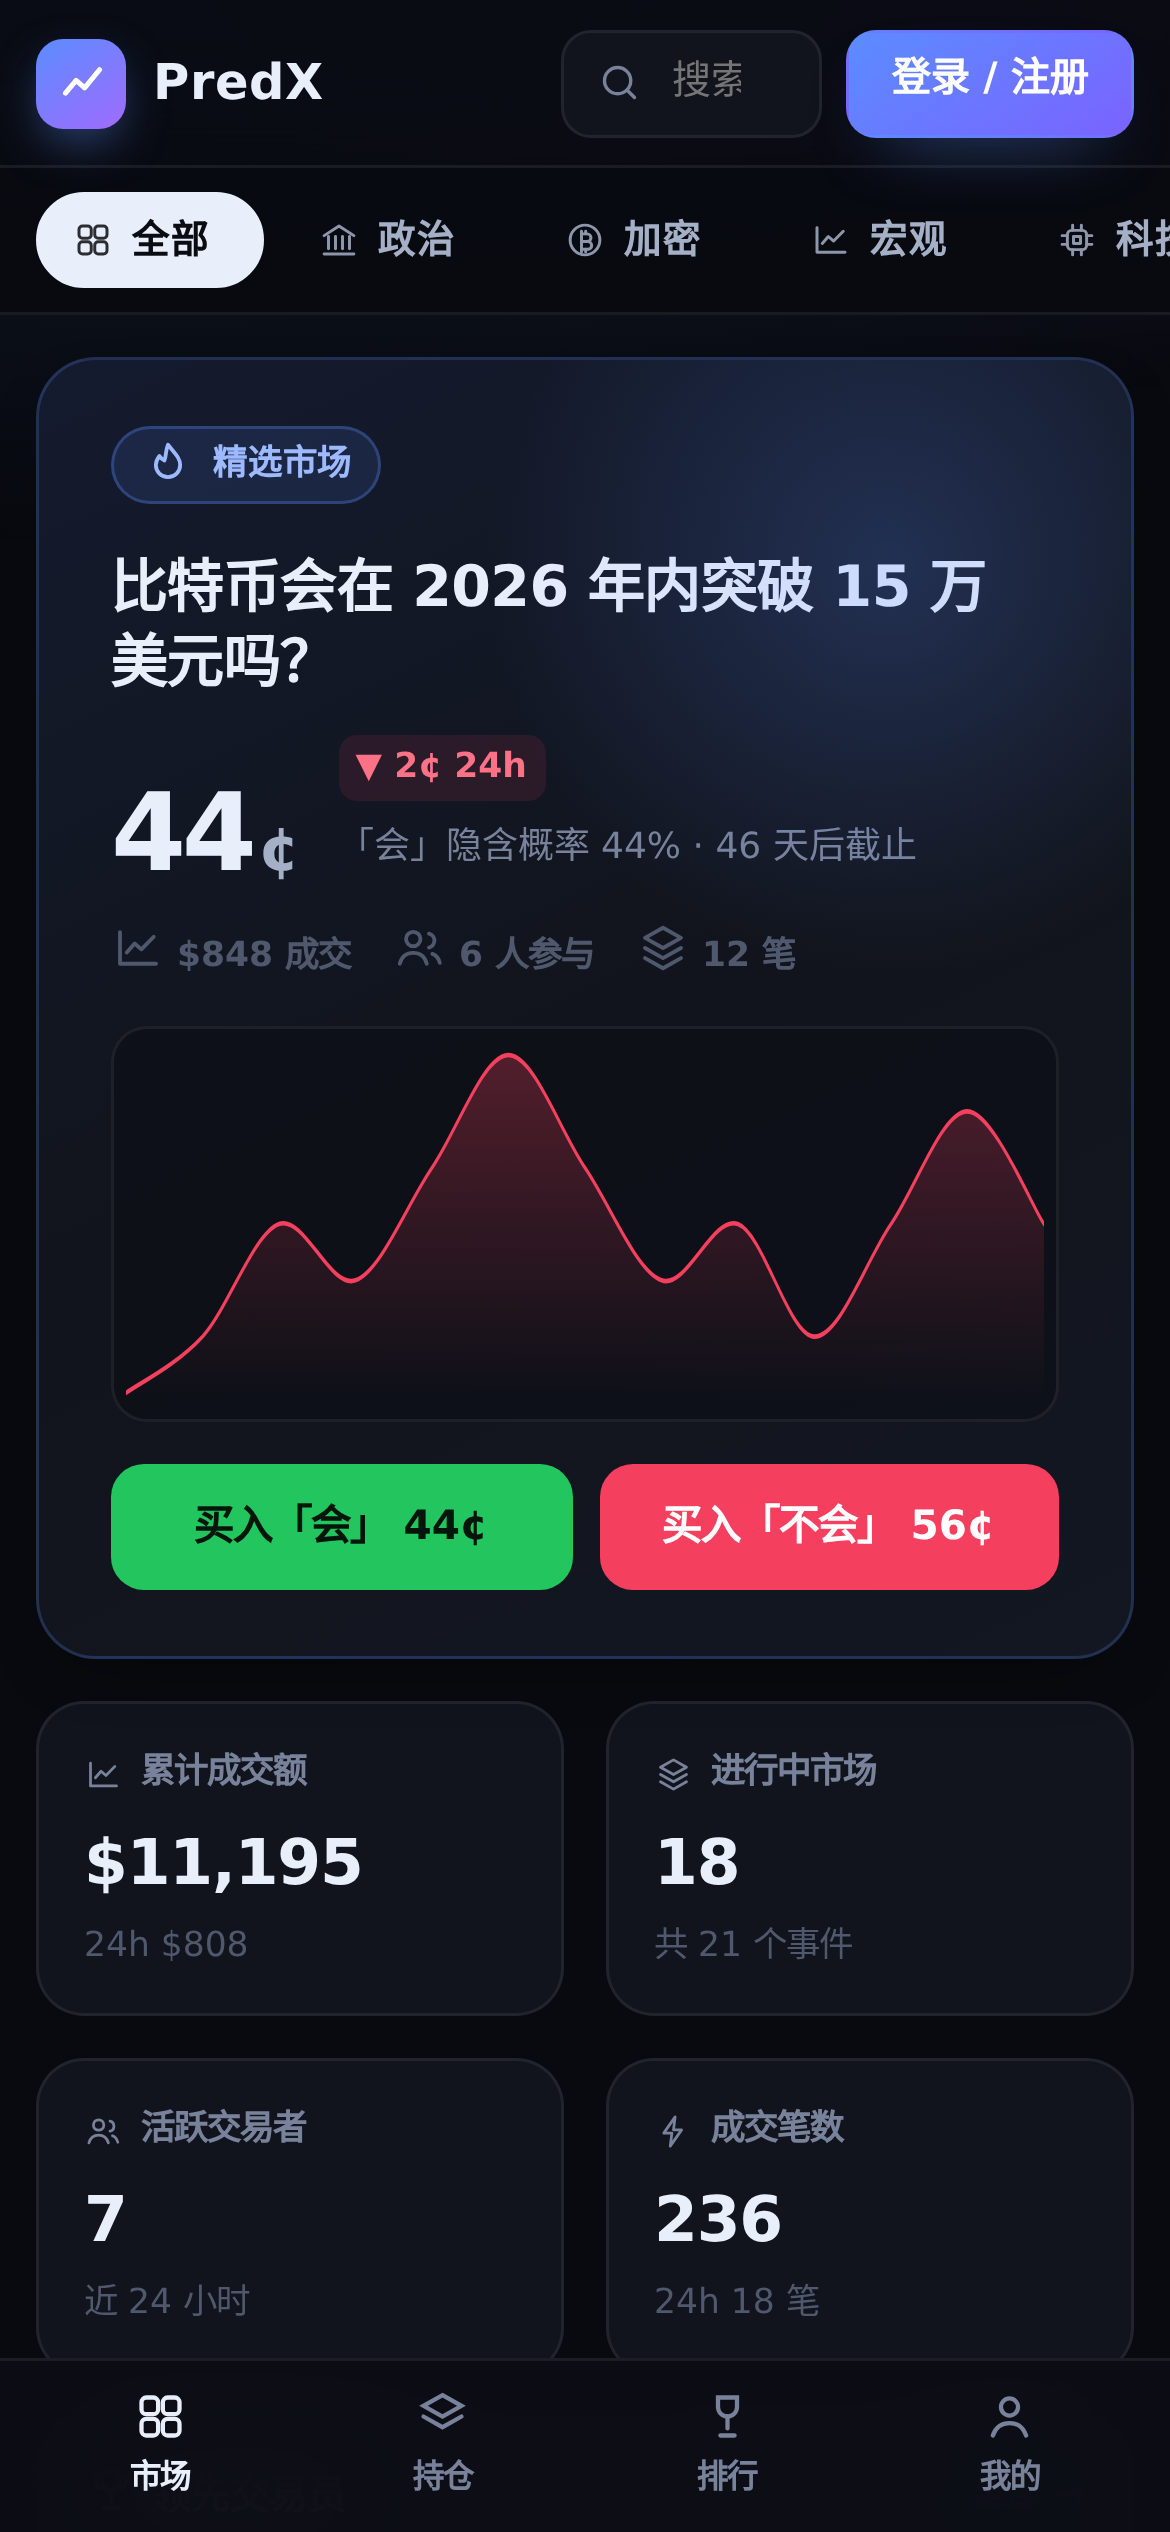 PredX
搜索
登录 / 注册
全部
政治
加密
宏观
科技
精选市场
比特币会在 2026 年内突破 15 万
美元吗?
▼ 2¢ 24h
44¢
「会」隐含概率 44% · 46 天后截止
$848 成交
6 人参与
12 笔
买入「会」 44¢
买入「不会」 56¢
累计成交额
进行中市场
$11,195
18
24h $808
共 21 个事件
活跃交易者
成交笔数
7
236
近 24 小时
24h 18 笔
市场
持仓
排行
我的